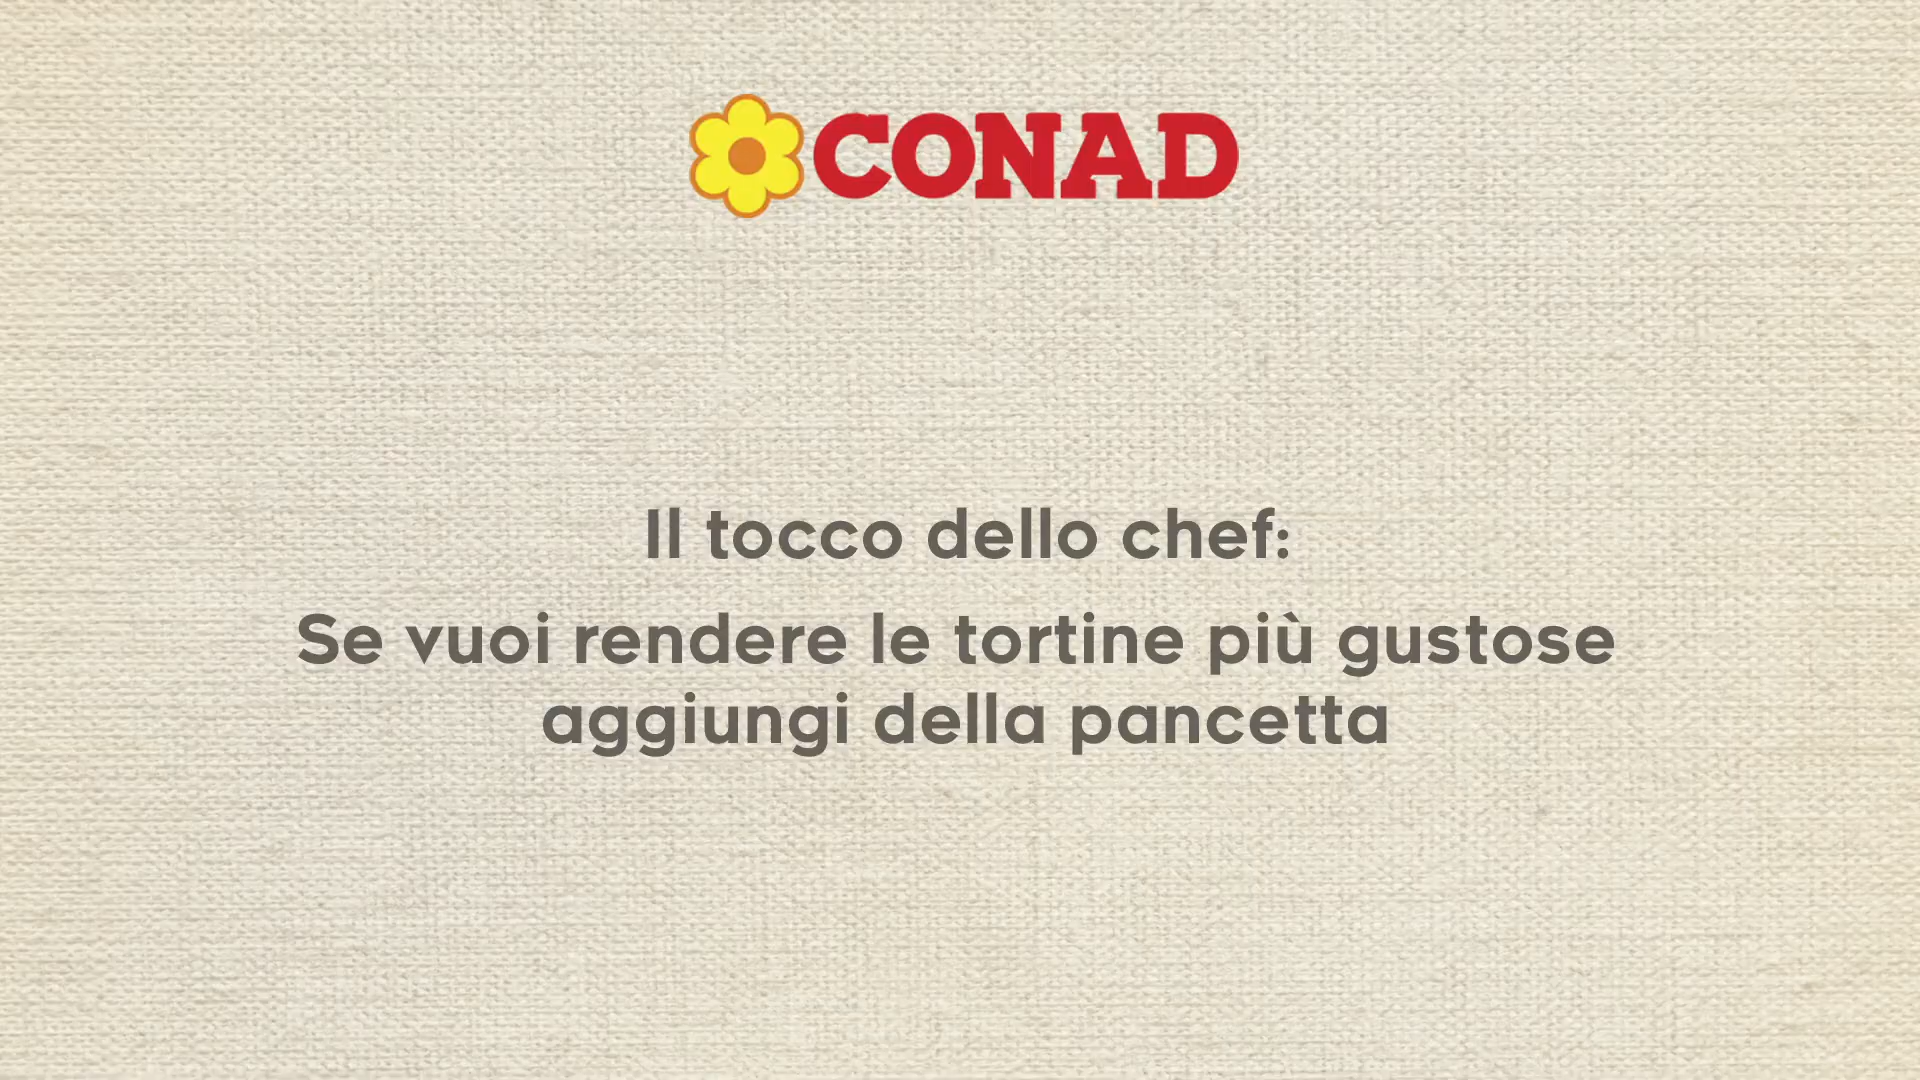 CONAD
Il tocco dello chef:
Se vuoi rendere le tortine più gustose
aggiungi della pancetta